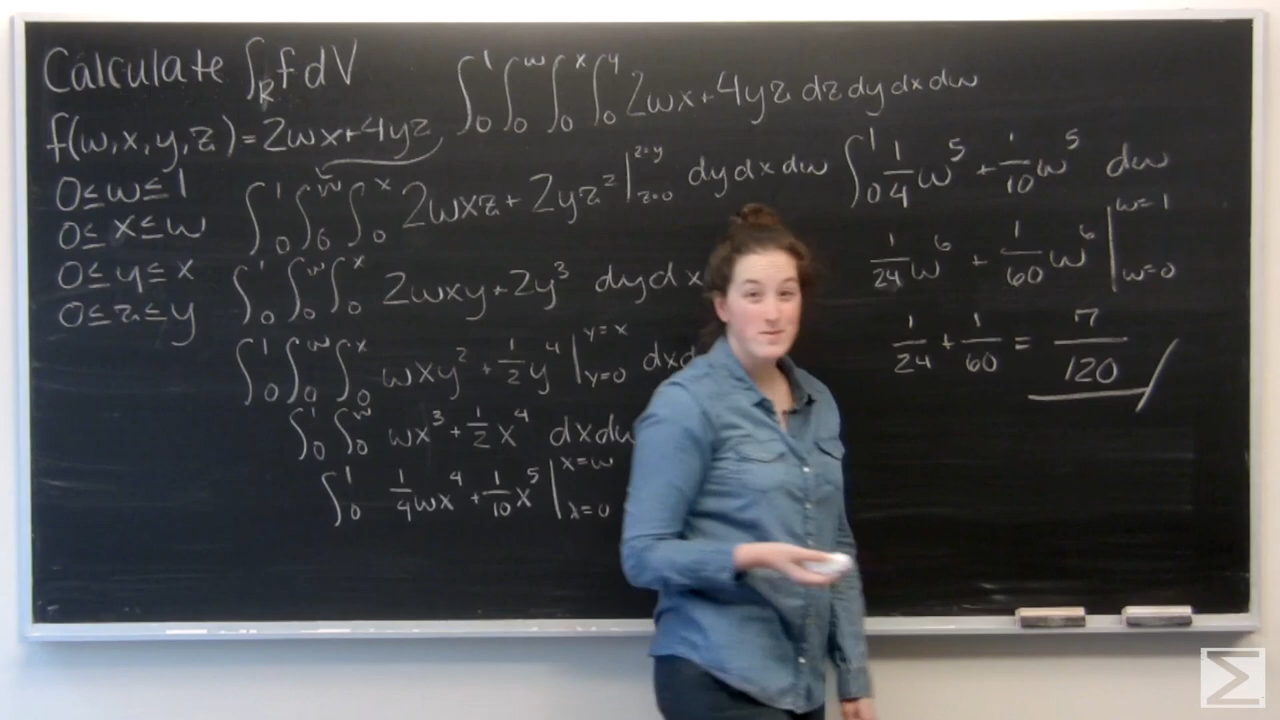 Calculate ∫_R f dV
f(w,x,y,z)=2wx+4yz
0≤w≤1
0≤x≤w
0≤y≤x
0≤z≤y
∫_0^1 ∫_0^w ∫_0^x ∫_0^y 2wx+4yz dz dy dx dw
∫_0^1 ∫_0^w ∫_0^x 2wxz+2yz² |_{z=0}^{z=y} dy dx dw
∫_0^1 ∫_0^w ∫_0^x 2wxy+2y³ dy dx
∫_0^1 ∫_0^w ∫_0^x wxy²+1/2 y⁴ |_{y=0}^{y=x} dx
∫_0^1 ∫_0^w wx³+1/2 x⁴ dx dw
∫_0^1 1/4 wx⁴+1/10 x⁵ |_{x=0}^{x=w}
∫_0^1 1/4 w⁵+1/10 w⁵ dw
1/24 w⁶+1/60 w⁶ |_{w=0}^{w=1}
1/24+1/60=7/120
Σ